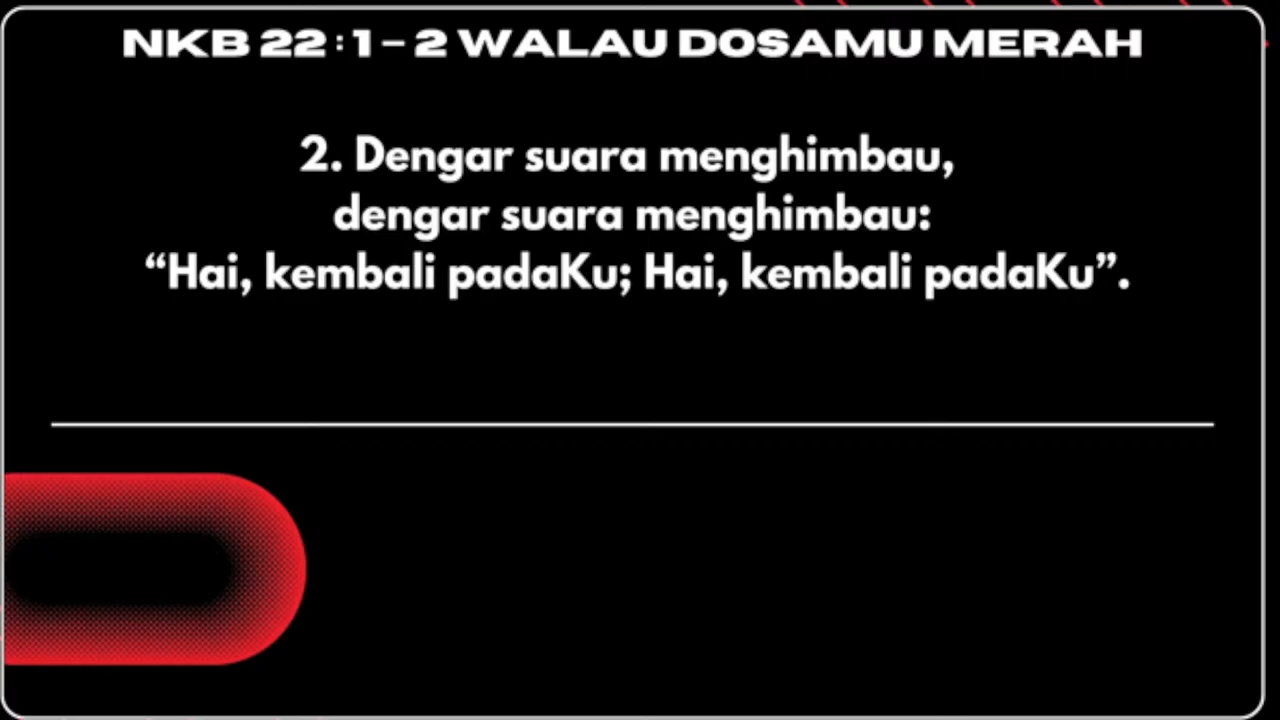 NKB 22 : 1 – 2 WALAU DOSAMU MERAH
2. Dengar suara menghimbau,
dengar suara menghimbau:
“Hai, kembali padaKu; Hai, kembali padaKu”.